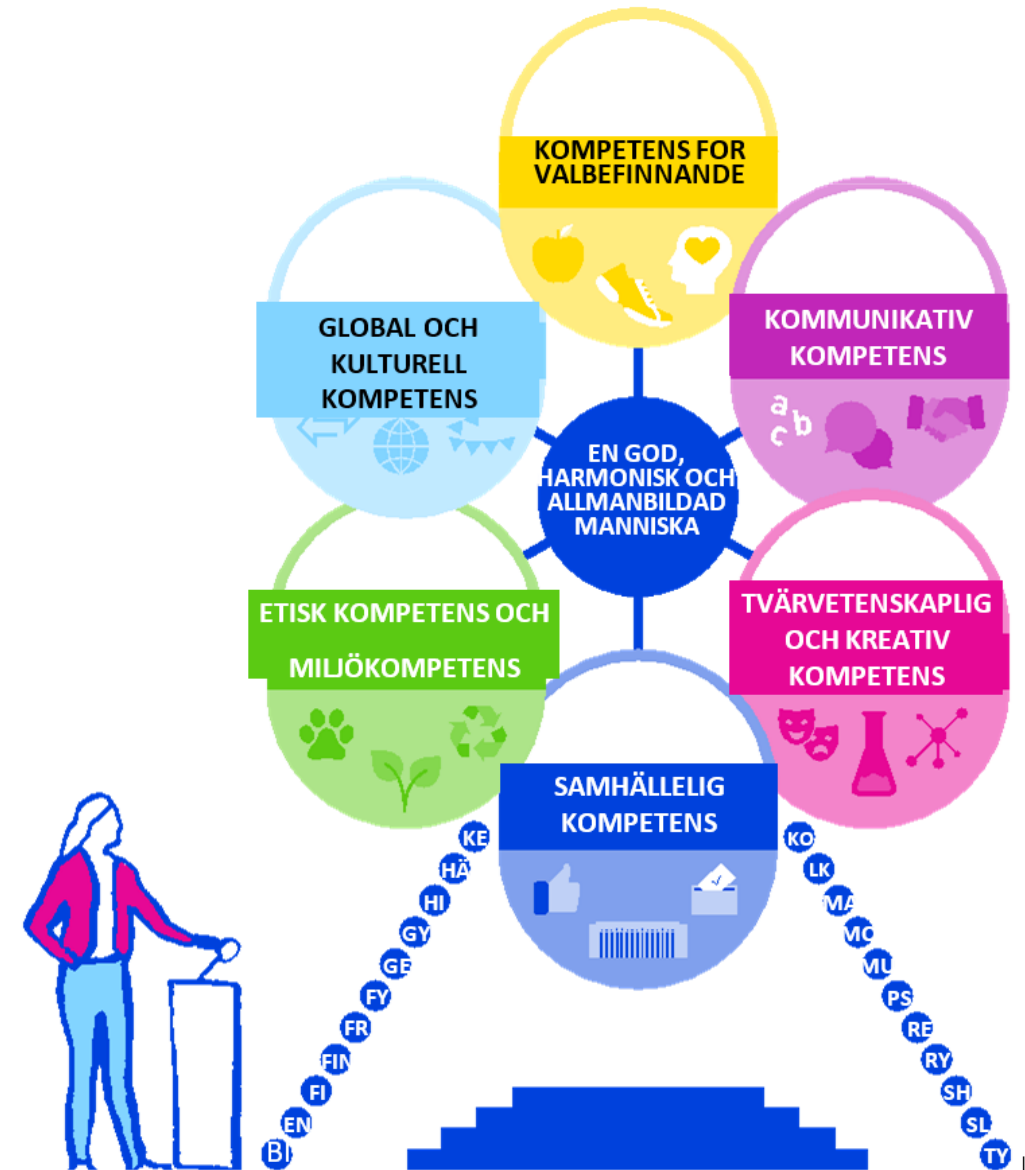 KOMPETENS FOR
VALBEFINNANDE
GLOBAL OCH
KULTURELL
KOMPETENS
KOMMUNIKATIV
KOMPETENS
a
b
c
EN GOD,
HARMONISK OCH
ALLMANBILDAD
MANNISKA
ETISK KOMPETENS OCH
MILJÖKOMPETENS
TVÄRVETENSKAPLIG
OCH KREATIV
KOMPETENS
SAMHÄLLELIG
KOMPETENS
KE
HÄ
HI
GY
GE
FY
FR
FIN
FI
EN
BI
KO
LK
MA
MO
MU
PS
RE
RY
SH
SL
TY